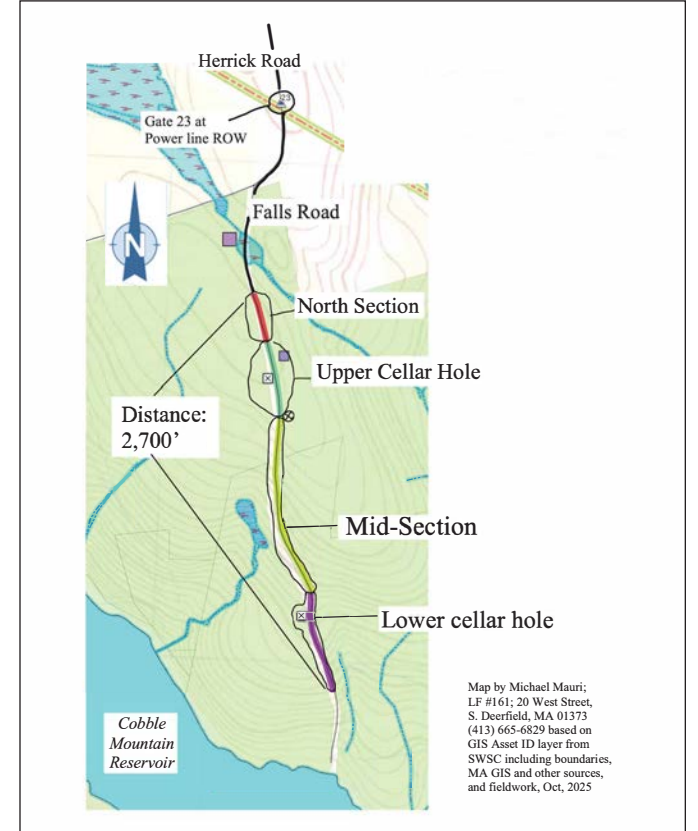 Herrick Road
23
Gate 23 at
Power line ROW
Falls Road
N
North Section
Upper Cellar Hole
Distance:
2,700’
Mid-Section
Lower cellar hole
Map by Michael Mauri;
LF #161; 20 West Street,
S. Deerfield, MA 01373
(413) 665-6829 based on
GIS Asset ID layer from
SWSC including boundaries,
MA GIS and other sources,
and fieldwork, Oct, 2025
Cobble
Mountain
Reservoir